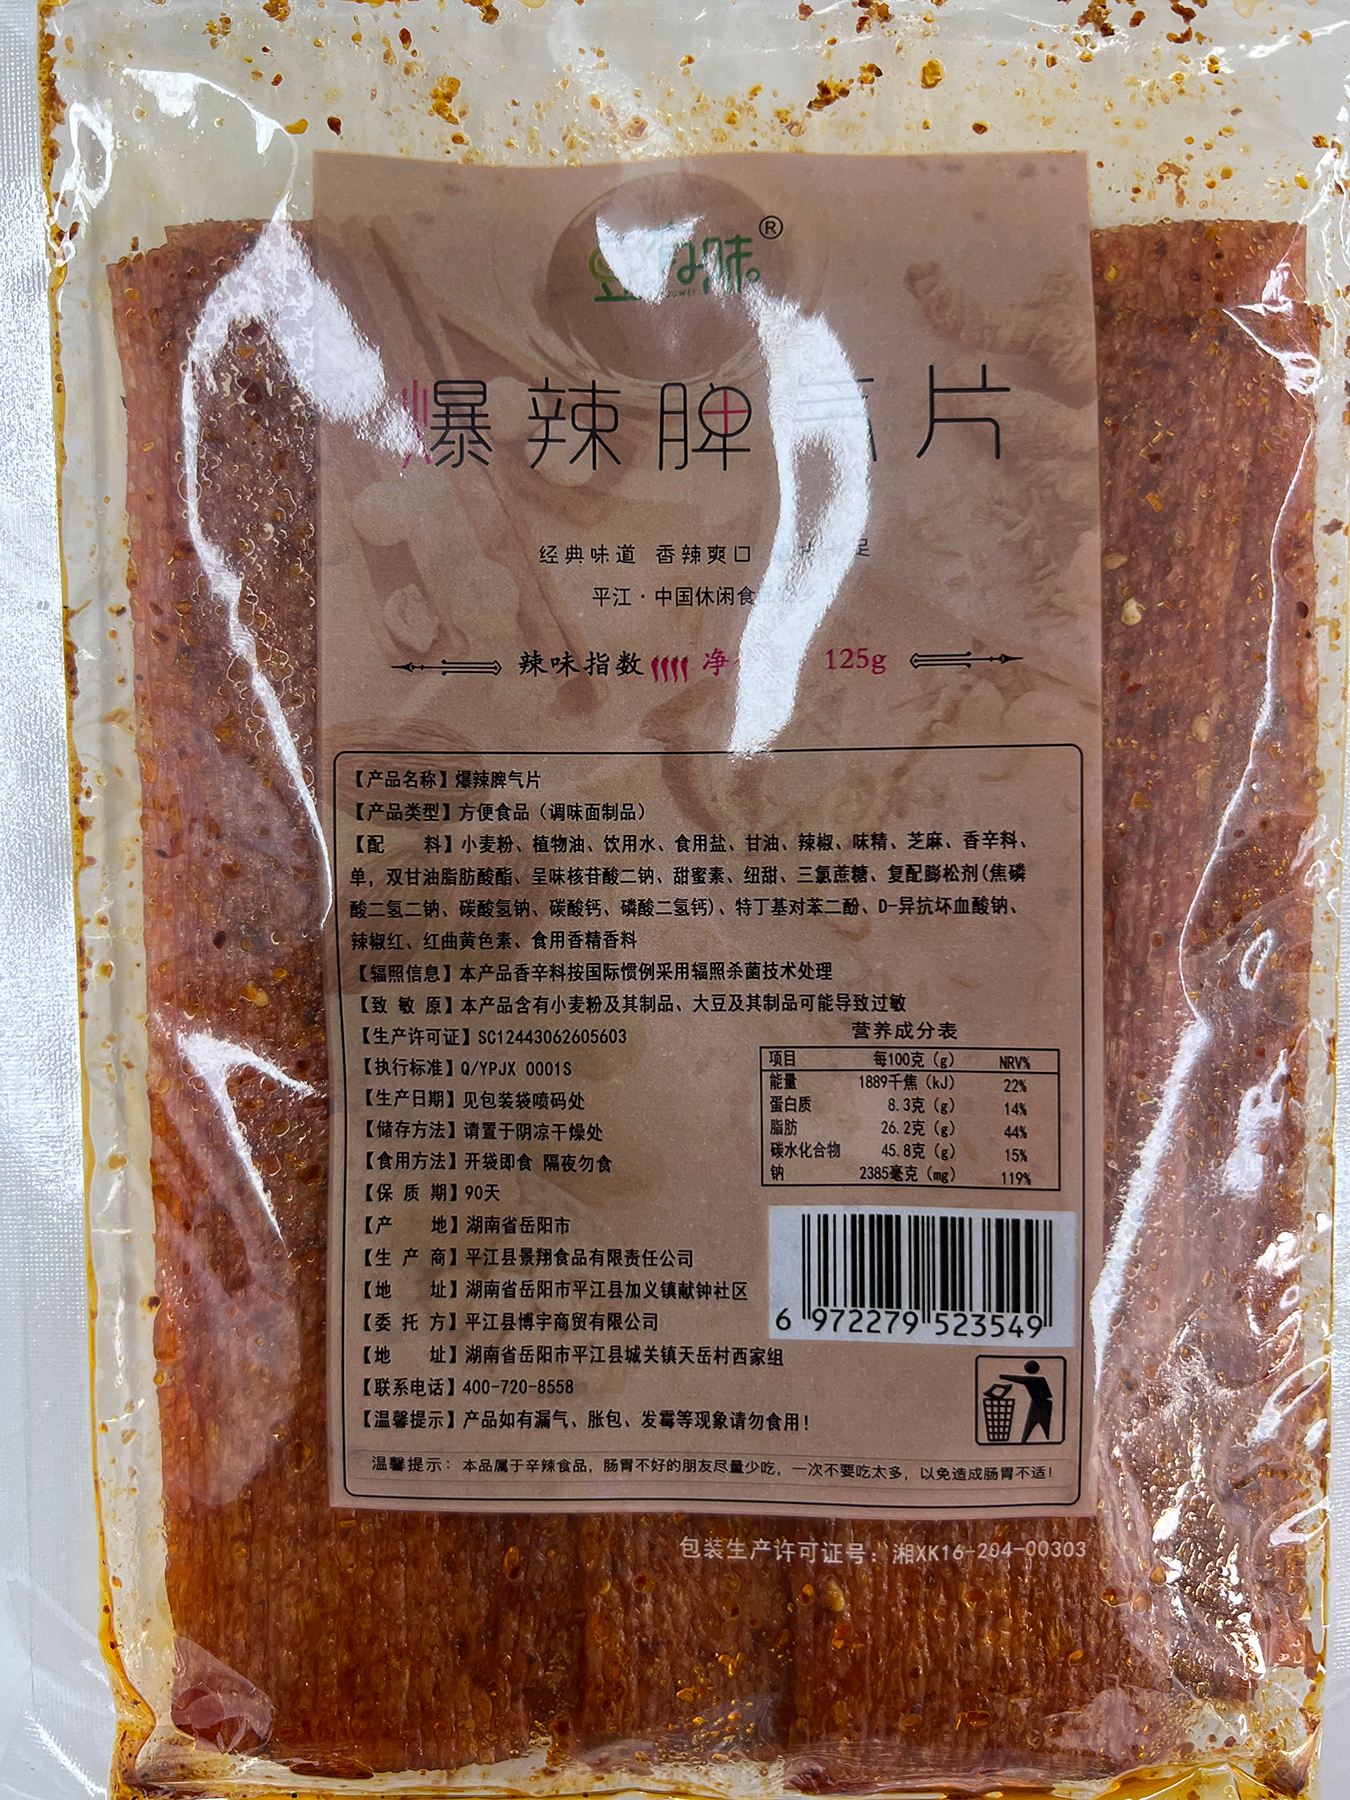 味®
爆辣脾气片
经典味道 香辣爽口 足
平江·中国休闲食
辣味指数 净 125g
【产品名称】爆辣脾气片
【产品类型】方便食品（调味面制品）
【配 料】小麦粉、植物油、饮用水、食用盐、甘油、辣椒、味精、芝麻、香辛料、
单，双甘油脂肪酸酯、呈味核苷酸二钠、甜蜜素、纽甜、三氯蔗糖、复配膨松剂(焦磷
酸二氢二钠、碳酸氢钠、碳酸钙、磷酸二氢钙)、特丁基对苯二酚、D-异抗坏血酸钠、
辣椒红、红曲黄色素、食用香精香料
【辐照信息】本产品香辛料按国际惯例采用辐照杀菌技术处理
【致 敏 原】本产品含有小麦粉及其制品、大豆及其制品可能导致过敏
【生产许可证】SC12443062605603
【执行标准】Q/YPJX 0001S
【生产日期】见包装袋喷码处
【储存方法】请置于阴凉干燥处
【食用方法】开袋即食 隔夜勿食
【保 质 期】90天
【产 地】湖南省岳阳市
【生 产 商】平江县景翔食品有限责任公司
【地 址】湖南省岳阳市平江县加义镇献钟社区
【委 托 方】平江县博宇商贸有限公司
【地 址】湖南省岳阳市平江县城关镇天岳村西家组
【联系电话】400-720-8558
【温馨提示】产品如有漏气、胀包、发霉等现象请勿食用！
营养成分表
项目 每100克（g） NRV%
能量 1889千焦（kJ） 22%
蛋白质 8.3克（g） 14%
脂肪 26.2克（g） 44%
碳水化合物 45.8克（g） 15%
钠 2385毫克（mg） 119%
6 972279 523549
温馨提示：本品属于辛辣食品，肠胃不好的朋友尽量少吃，一次不要吃太多，以免造成肠胃不适！
包装生产许可证号：湘XK16-204-00303